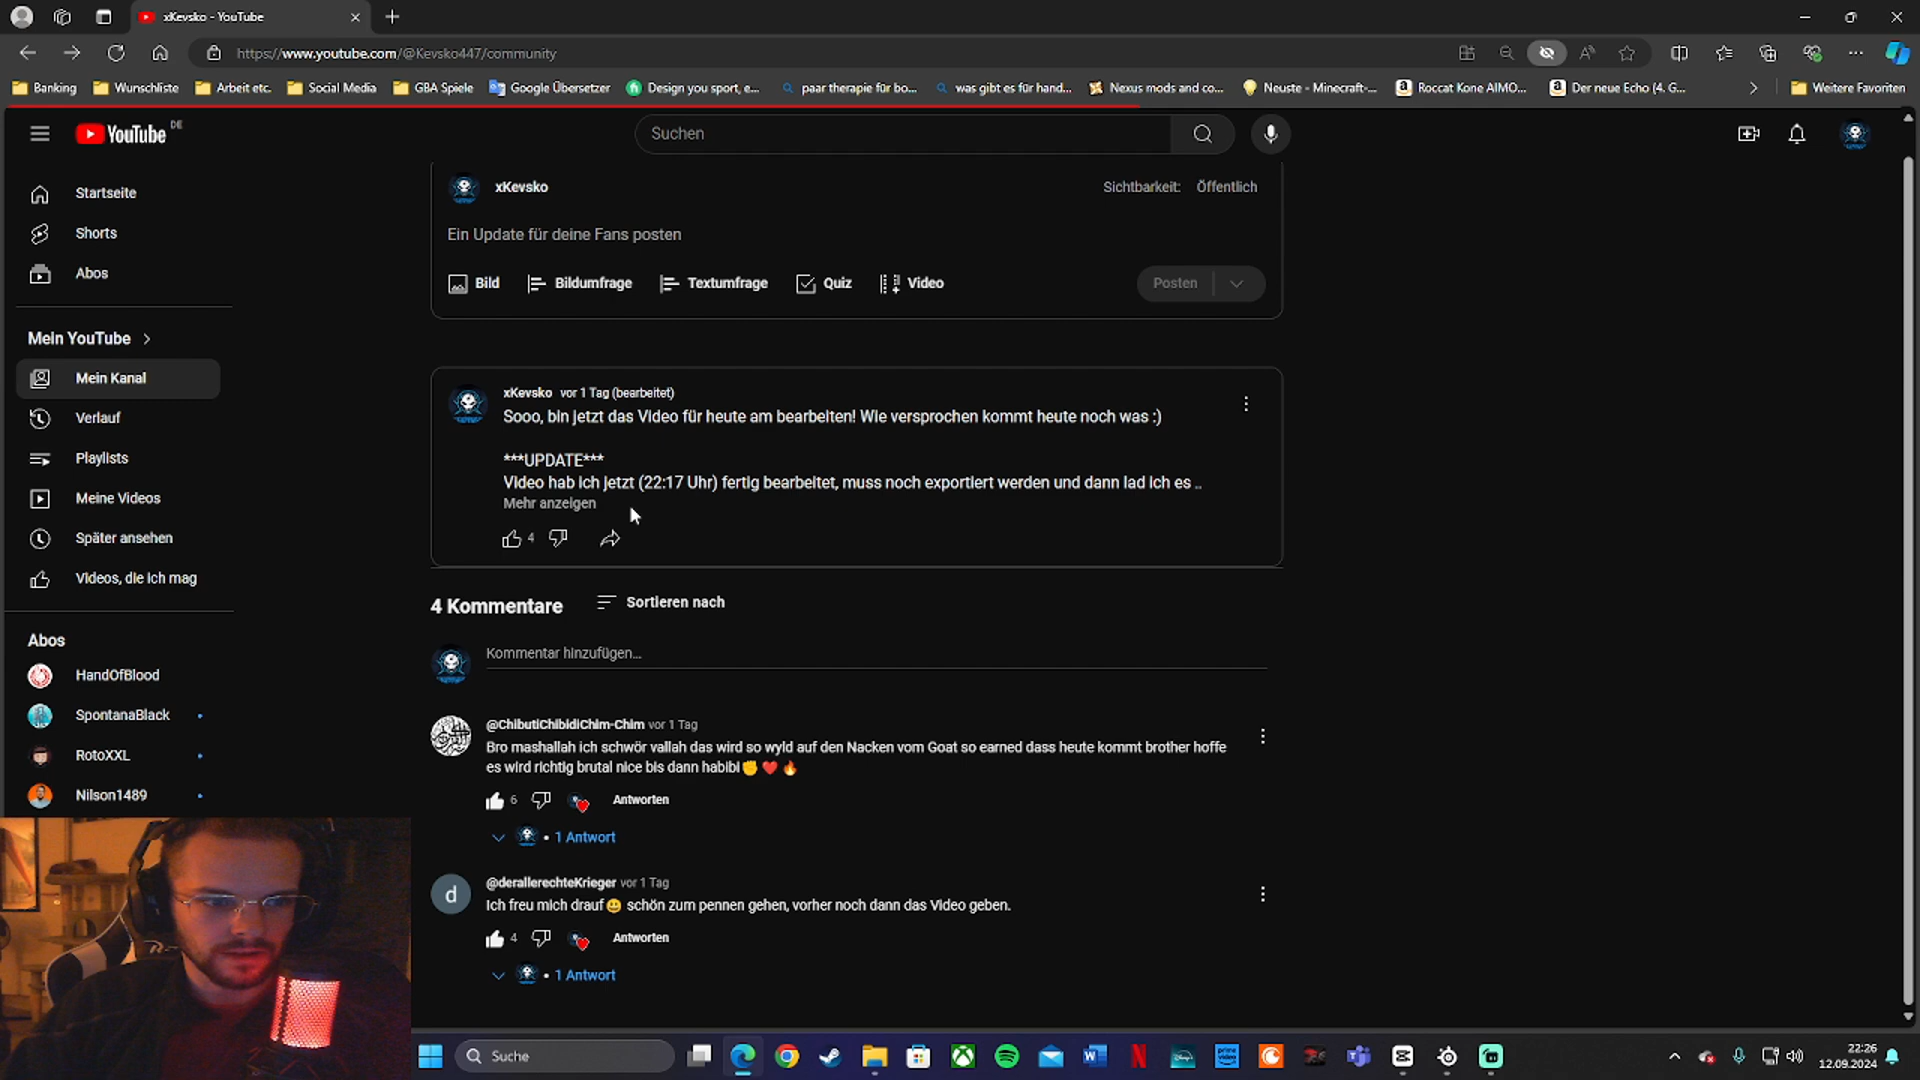 xKevsko - YouTube
https://www.youtube.com/@Kevsko447/community
Banking
Wunschliste
Arbeit etc.
Social Media
GBA Spiele
Google Übersetzer
Design you sport, e...
paar therapie für bo...
was gibt es für hand...
Nexus mods and co...
Neuste - Minecraft-...
Roccat Kone AIMO...
Der neue Echo (4. G...
Weitere Favoriten
YouTube DE
Suchen
Startseite
Shorts
Abos
Mein YouTube
Mein Kanal
Verlauf
Playlists
Meine Videos
Später ansehen
Videos, die ich mag
Abos
HandOfBlood
SpontanaBlack
RotoXXL
Nilson1489
xKevsko
Sichtbarkeit: Öffentlich
Ein Update für deine Fans posten
Bild
Bildumfrage
Textumfrage
Quiz
Video
Posten
xKevsko vor 1 Tag (bearbeitet)
Sooo, bin jetzt das Video für heute am bearbeiten! Wie versprochen kommt heute noch was :)
***UPDATE***
Video hab ich jetzt (22:17 Uhr) fertig bearbeitet, muss noch exportiert werden und dann lad ich es ..
Mehr anzeigen
4
4 Kommentare
Sortieren nach
Kommentar hinzufügen...
@ChibutiChibidiChim-Chim vor 1 Tag
Bro mashallah ich schwör vallah das wird so wyld auf den Nacken vom Goat so earned dass heute kommt brother hoffe
es wird richtig brutal nice bis dann habibi✊❤️🔥
6
Antworten
• 1 Antwort
d
@derallerechteKrieger vor 1 Tag
Ich freu mich drauf😃 schön zum pennen gehen, vorher noch dann das Video geben.
4
Antworten
• 1 Antwort
Suche
22:26
12.09.2024